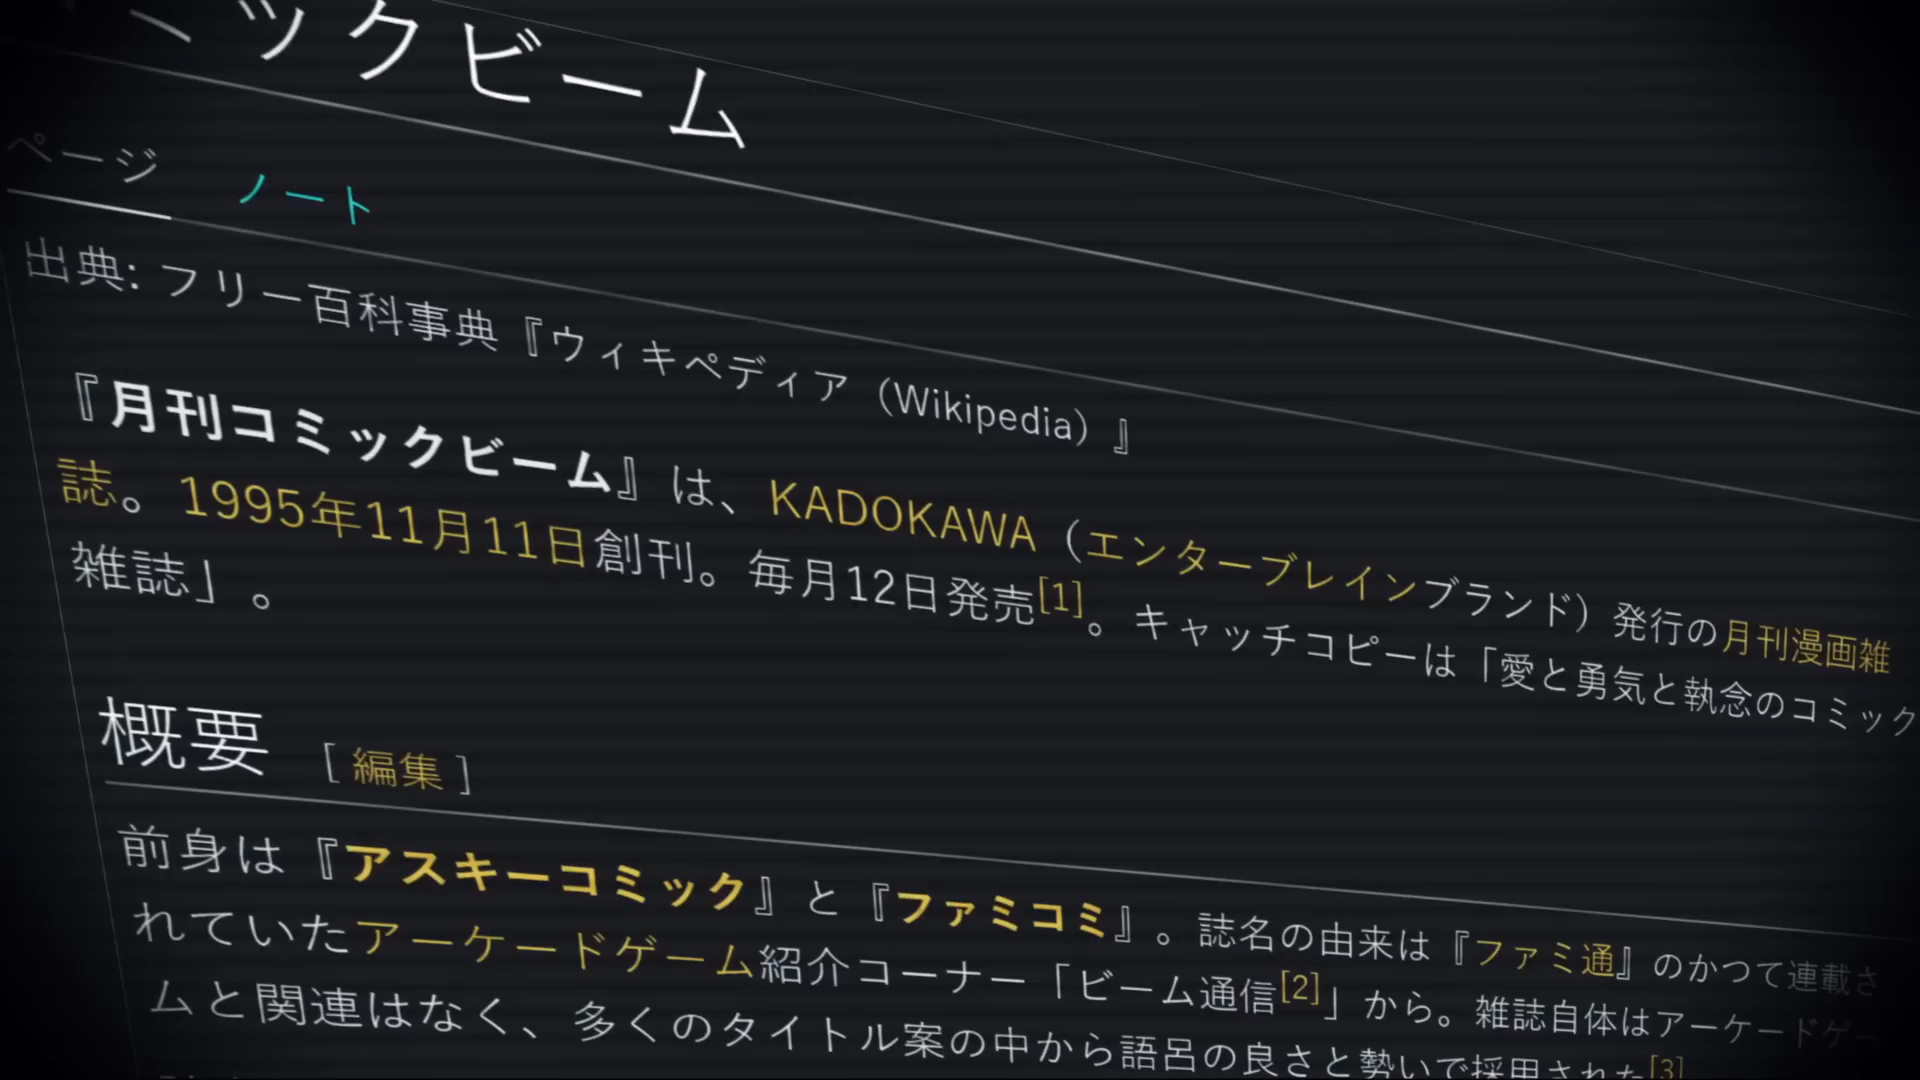 ミックビーム
ページ ノート
出典: フリー百科事典『ウィキペディア（Wikipedia）』
『月刊コミックビーム』は、KADOKAWA（エンターブレインブランド）発行の月刊漫画雑
誌。1995年11月11日創刊。毎月12日発売[1]。キャッチコピーは「愛と勇気と執念のコミック
雑誌」。
概要 [ 編集 ]
前身は『アスキーコミック』と『ファミコミ』。誌名の由来は『ファミ通』のかつて連載さ
れていたアーケードゲーム紹介コーナー「ビーム通信[2]」から。雑誌自体はアーケードゲー
ムと関連はなく、多くのタイトル案の中から語呂の良さと勢いで採用された[3]